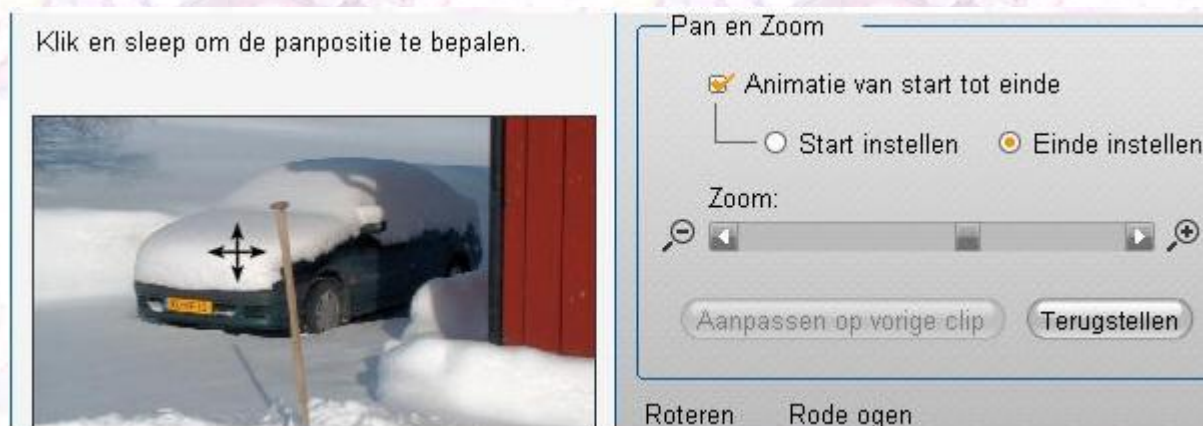 Klik en sleep om de panpositie te bepalen.
Pan en Zoom
Animatie van start tot einde
Start instellen
Einde instellen
Zoom:
Aanpassen op vorige clip
Terugstellen
Roteren
Rode ogen